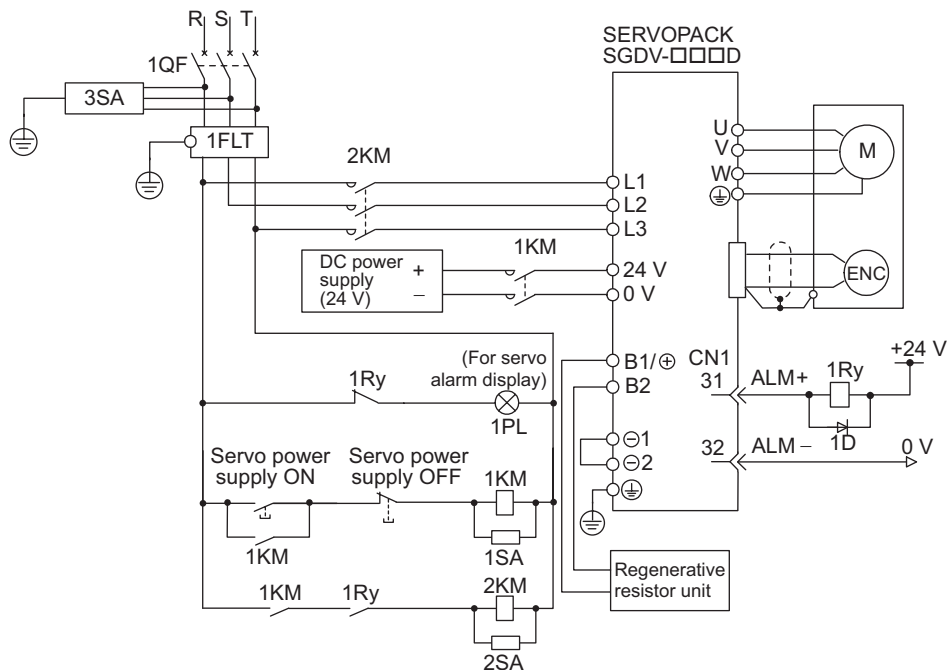 R S T
SERVOPACK
SGDV-□□□D
1QF
3SA
1FLT
2KM
U
V
W
M
L1
L2
L3
1KM
DC power
supply
(24 V)
+
−
24 V
0 V
ENC
B1/⊕
B2
CN1
31
ALM+
1Ry
+24 V
1D
32
ALM −
0 V
⊖1
⊖2
1Ry
(For servo
alarm display)
1PL
Servo power
supply ON
Servo power
supply OFF
1KM
1KM
1SA
1KM
1Ry
2KM
2SA
Regenerative
resistor unit